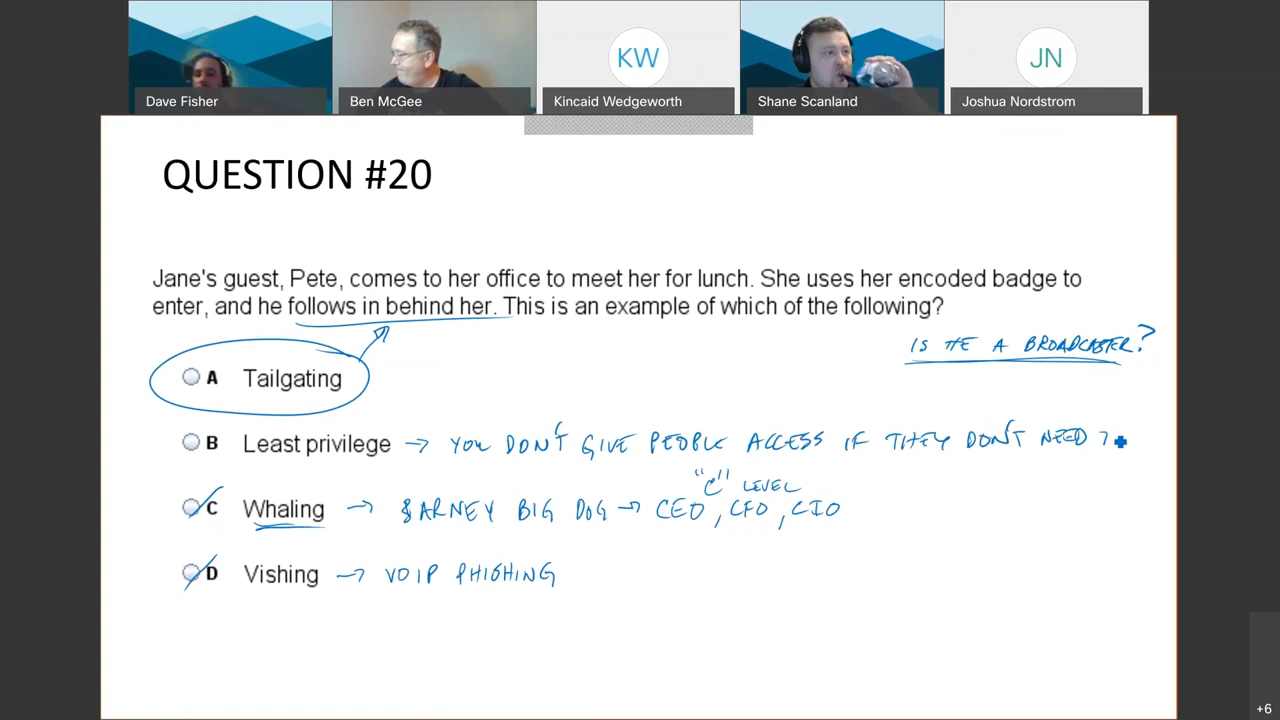 Dave Fisher
Ben McGee
KW
Kincaid Wedgeworth
Shane Scanland
JN
Joshua Nordstrom
QUESTION #20
Jane's guest, Pete, comes to her office to meet her for lunch. She uses her encoded badge to
enter, and he follows in behind her. This is an example of which of the following?
IS HE A BROADCASTER?
A Tailgating
B Least privilege → YOU DON'T GIVE PEOPLE ACCESS IF THEY DON'T NEED
"C" LEVEL
C Whaling → BARNEY BIG DOG → CEO, CFO, CIO
D Vishing → VOIP PHISHING
+6